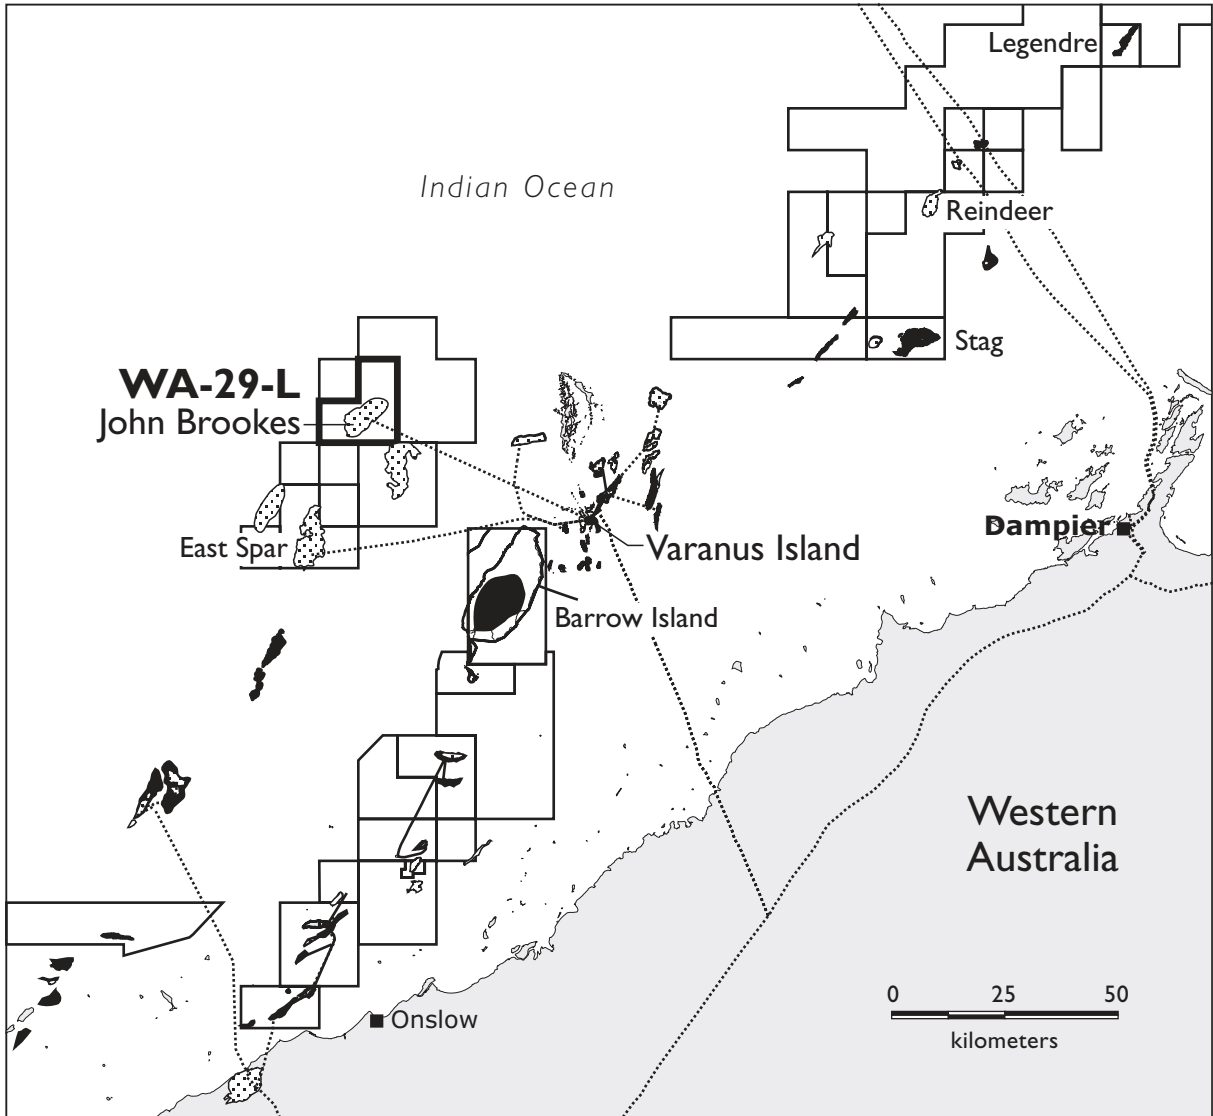 Legendre
Indian Ocean
Reindeer
Stag
WA-29-L
John Brookes
Dampier
East Spar
Varanus Island
Barrow Island
Western
Australia
0 25 50
kilometers
Onslow